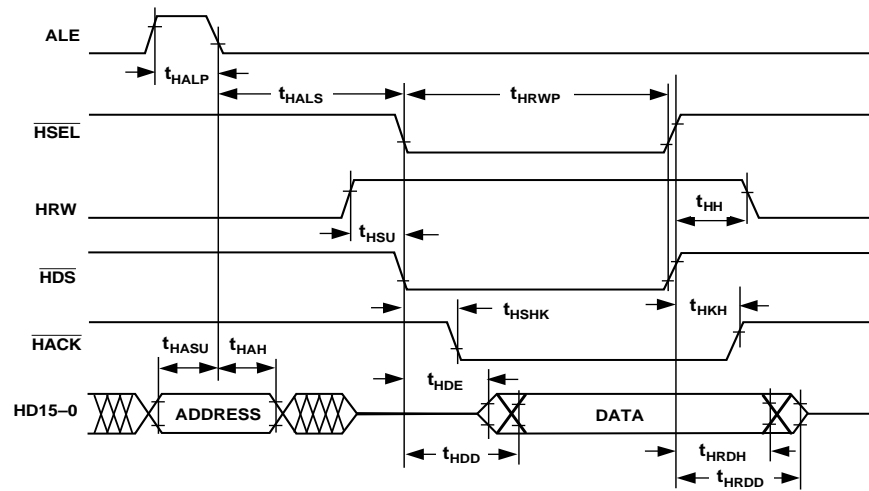 ALE
tHALP
tHALS
tHRWP
HSEL
HRW
tHH
tHSU
HDS
tHSHK
tHKH
HACK
tHASU
tHAH
tHDE
HD15–0
ADDRESS
DATA
tHDD
tHRDH
tHRDD